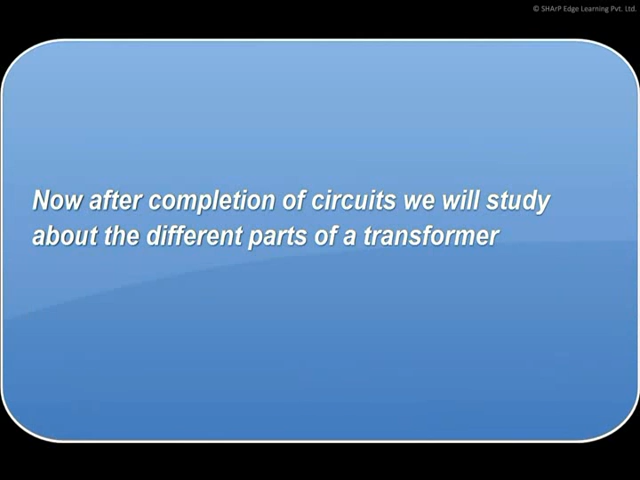 © SHArP Edge Learning Pvt. Ltd.
Now after completion of circuits we will study
about the different parts of a transformer